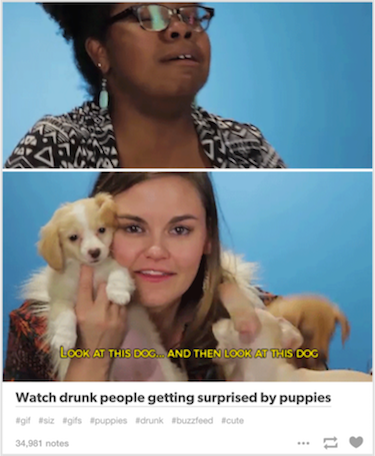 LOOK AT THIS DOG... AND THEN LOOK AT THIS DOG
Watch drunk people getting surprised by puppies
#gif #siz #gifs #puppies #drunk #buzzfeed #cute
34,981 notes